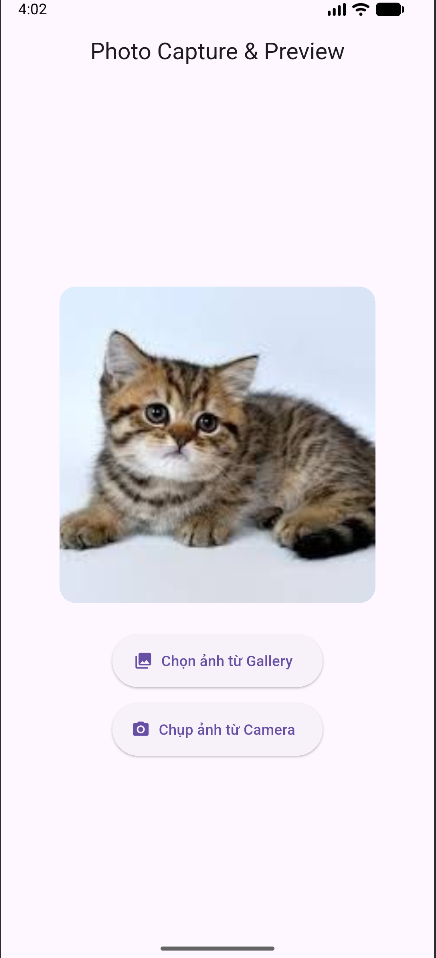 4:02
Photo Capture & Preview
Chọn ảnh từ Gallery
Chụp ảnh từ Camera